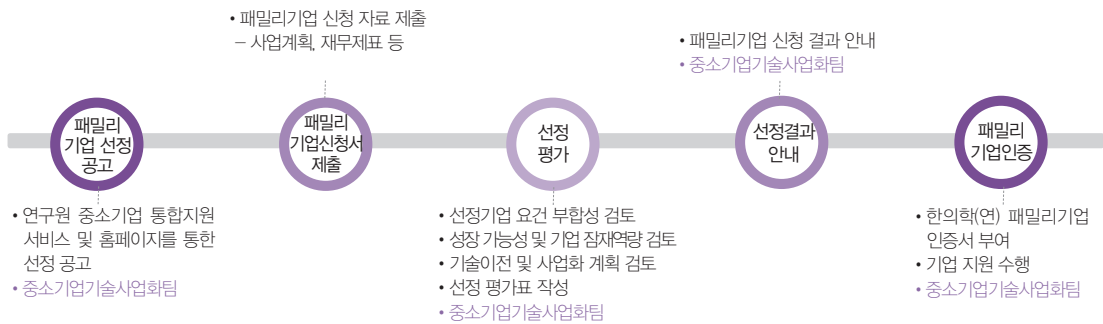 패밀리
기업 선정
공고
• 연구원 중소기업 통합지원
서비스 및 홈페이지를 통한
선정 공고
• 중소기업기술사업화팀
• 패밀리기업 신청 자료 제출
– 사업계획, 재무제표 등
패밀리
기업신청서
제출
선정
평가
• 선정기업 요건 부합성 검토
• 성장 가능성 및 기업 잠재역량 검토
• 기술이전 및 사업화 계획 검토
• 선정 평가표 작성
• 중소기업기술사업화팀
• 패밀리기업 신청 결과 안내
• 중소기업기술사업화팀
선정결과
안내
패밀리
기업인증
• 한의학(연) 패밀리기업
인증서 부여
• 기업 지원 수행
• 중소기업기술사업화팀